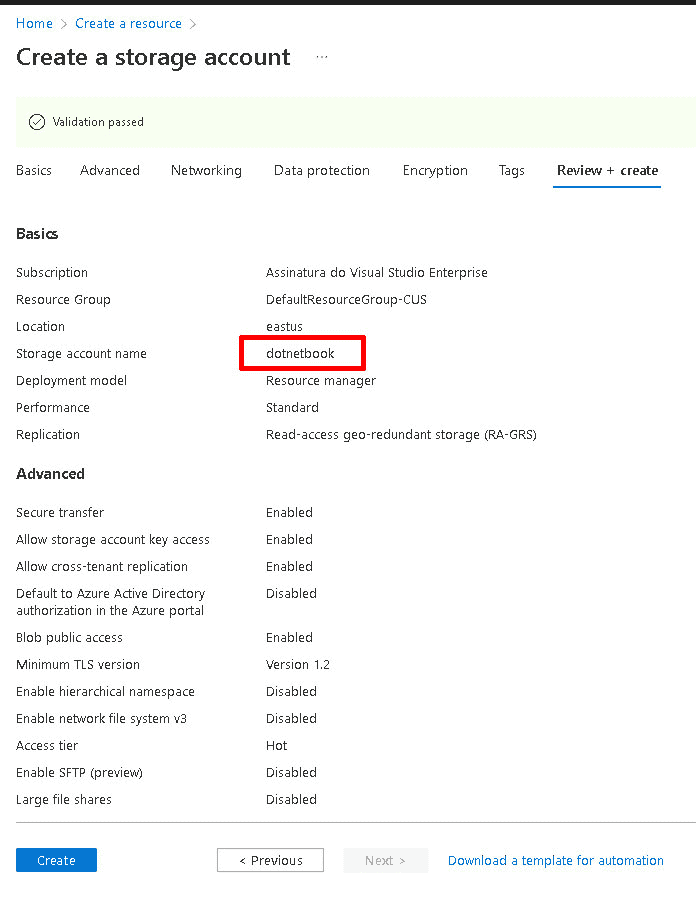 Home > Create a resource >
Create a storage account ...
Validation passed
Basics Advanced Networking Data protection Encryption Tags Review + create
Basics
Subscription Assinatura do Visual Studio Enterprise
Resource Group DefaultResourceGroup-CUS
Location eastus
Storage account name dotnetbook
Deployment model Resource manager
Performance Standard
Replication Read-access geo-redundant storage (RA-GRS)
Advanced
Secure transfer Enabled
Allow storage account key access Enabled
Allow cross-tenant replication Enabled
Default to Azure Active Directory Disabled
authorization in the Azure portal
Blob public access Enabled
Minimum TLS version Version 1.2
Enable hierarchical namespace Disabled
Enable network file system v3 Disabled
Access tier Hot
Enable SFTP (preview) Disabled
Large file shares Disabled
Create < Previous Next > Download a template for automation